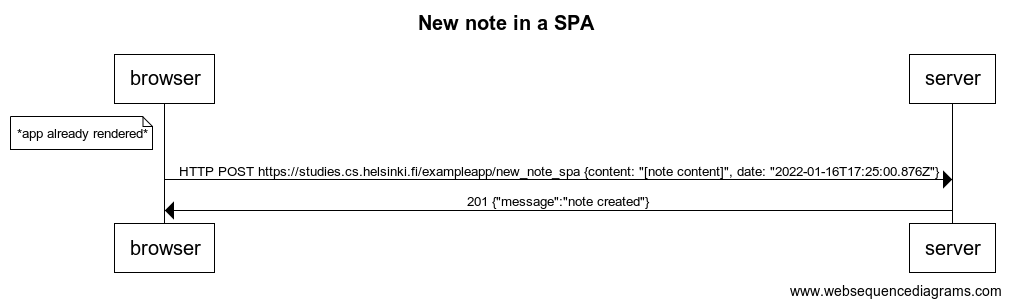 New note in a SPA
browser
server
*app already rendered*
HTTP POST https://studies.cs.helsinki.fi/exampleapp/new_note_spa {content: "[note content]", date: "2022-01-16T17:25:00.876Z"}
201 {"message":"note created"}
browser
server
www.websequencediagrams.com